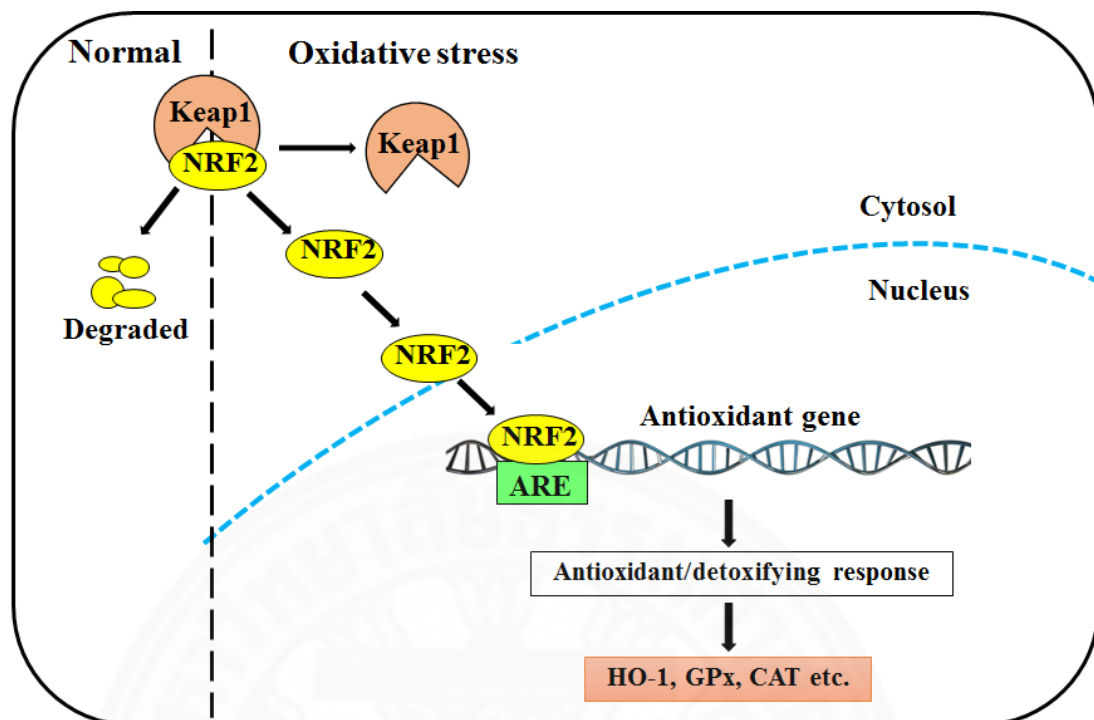 Normal
Oxidative stress
Keap1
NRF2
Keap1
NRF2
Degraded
Cytosol
Nucleus
NRF2
Antioxidant gene
NRF2
ARE
Antioxidant/detoxifying response
HO-1, GPx, CAT etc.